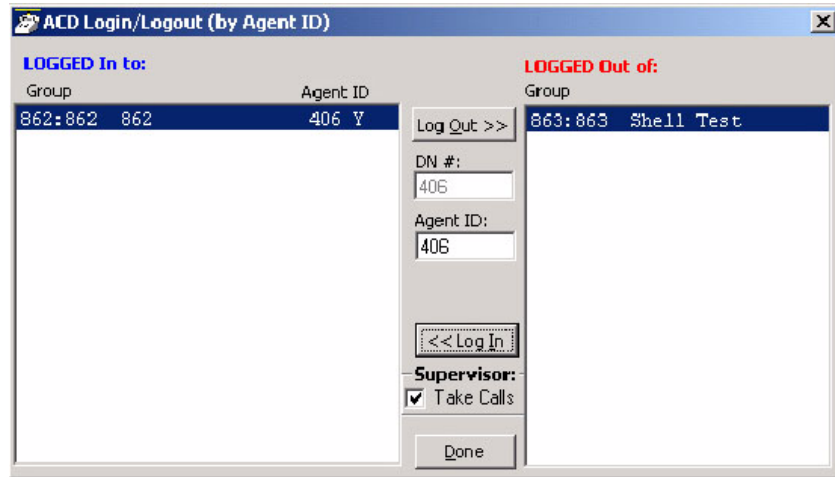 ACD Login/Logout (by Agent ID)
LOGGED In to:
Group Agent ID
862:862 862 406 Y
Log Out >>
DN #:
406
Agent ID:
406
<< Log In
Supervisor:
Take Calls
Done
LOGGED Out of:
Group
863:863 Shell Test